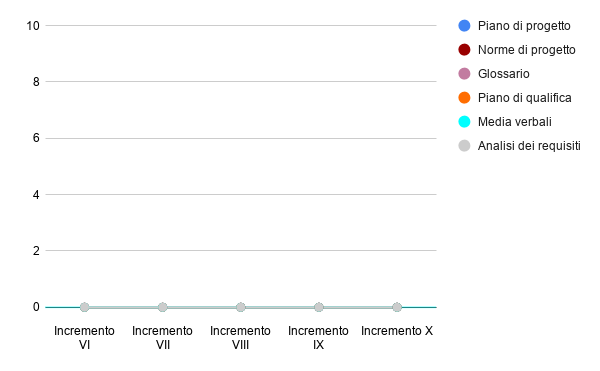 10
8
6
4
2
0
Incremento
VI
Incremento
VII
Incremento
VIII
Incremento
IX
Incremento X
Piano di progetto
Norme di progetto
Glossario
Piano di qualifica
Media verbali
Analisi dei requisiti